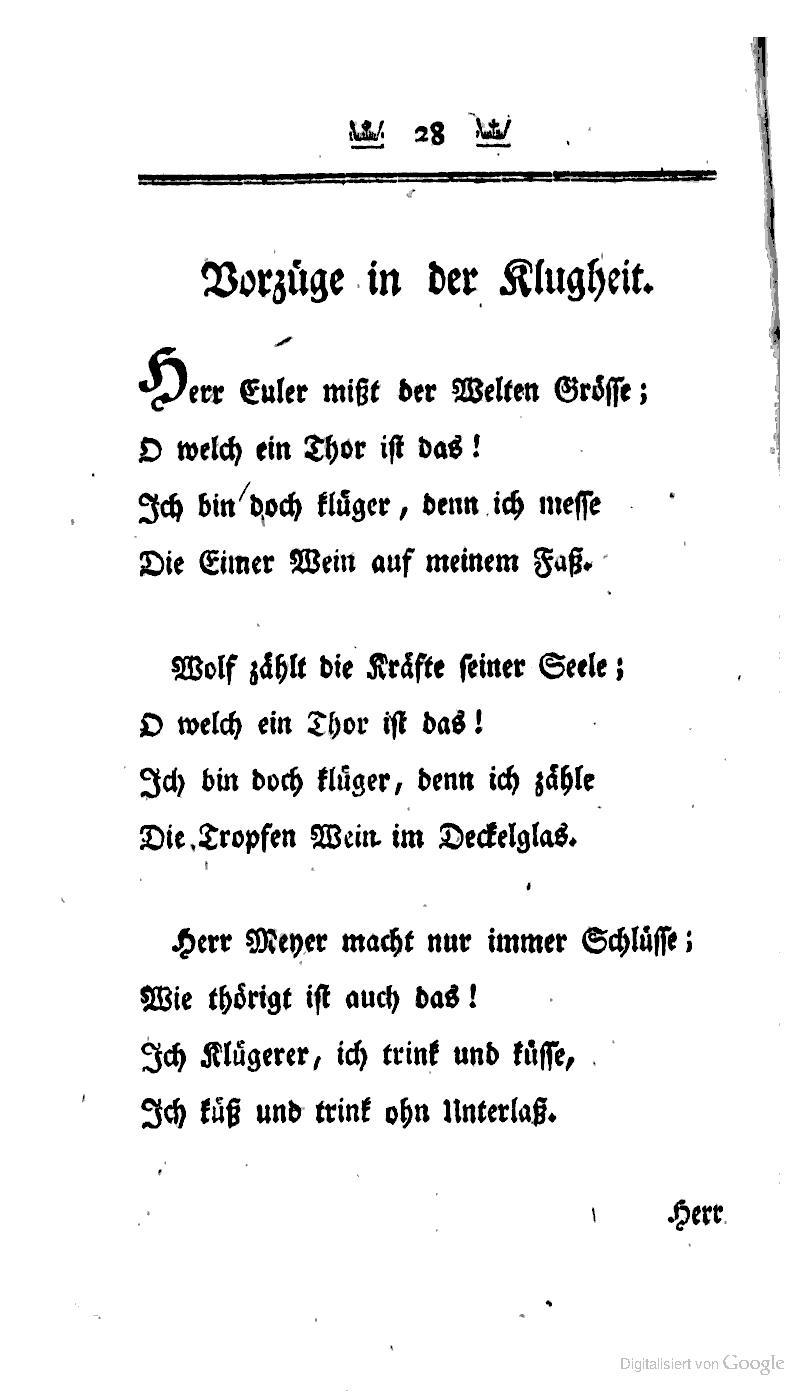 28
Vorzüge in der Klugheit.
Herr Euler mißt der Welten Grösse;
O welch ein Thor ist das!
Ich bin doch klüger, denn ich messe
Die Eimer Wein auf meinem Faß.
Wolf zählt die Kräfte seiner Seele;
O welch ein Thor ist das!
Ich bin doch klüger, denn ich zähle
Die Tropfen Wein im Deckelglas.
Herr Meyer macht nur immer Schlüsse;
Wie thörigt ist auch das!
Ich Klügerer, ich trink und küsse,
Ich küß und trink ohn Unterlaß.
Herr
Digitalisiert von Google